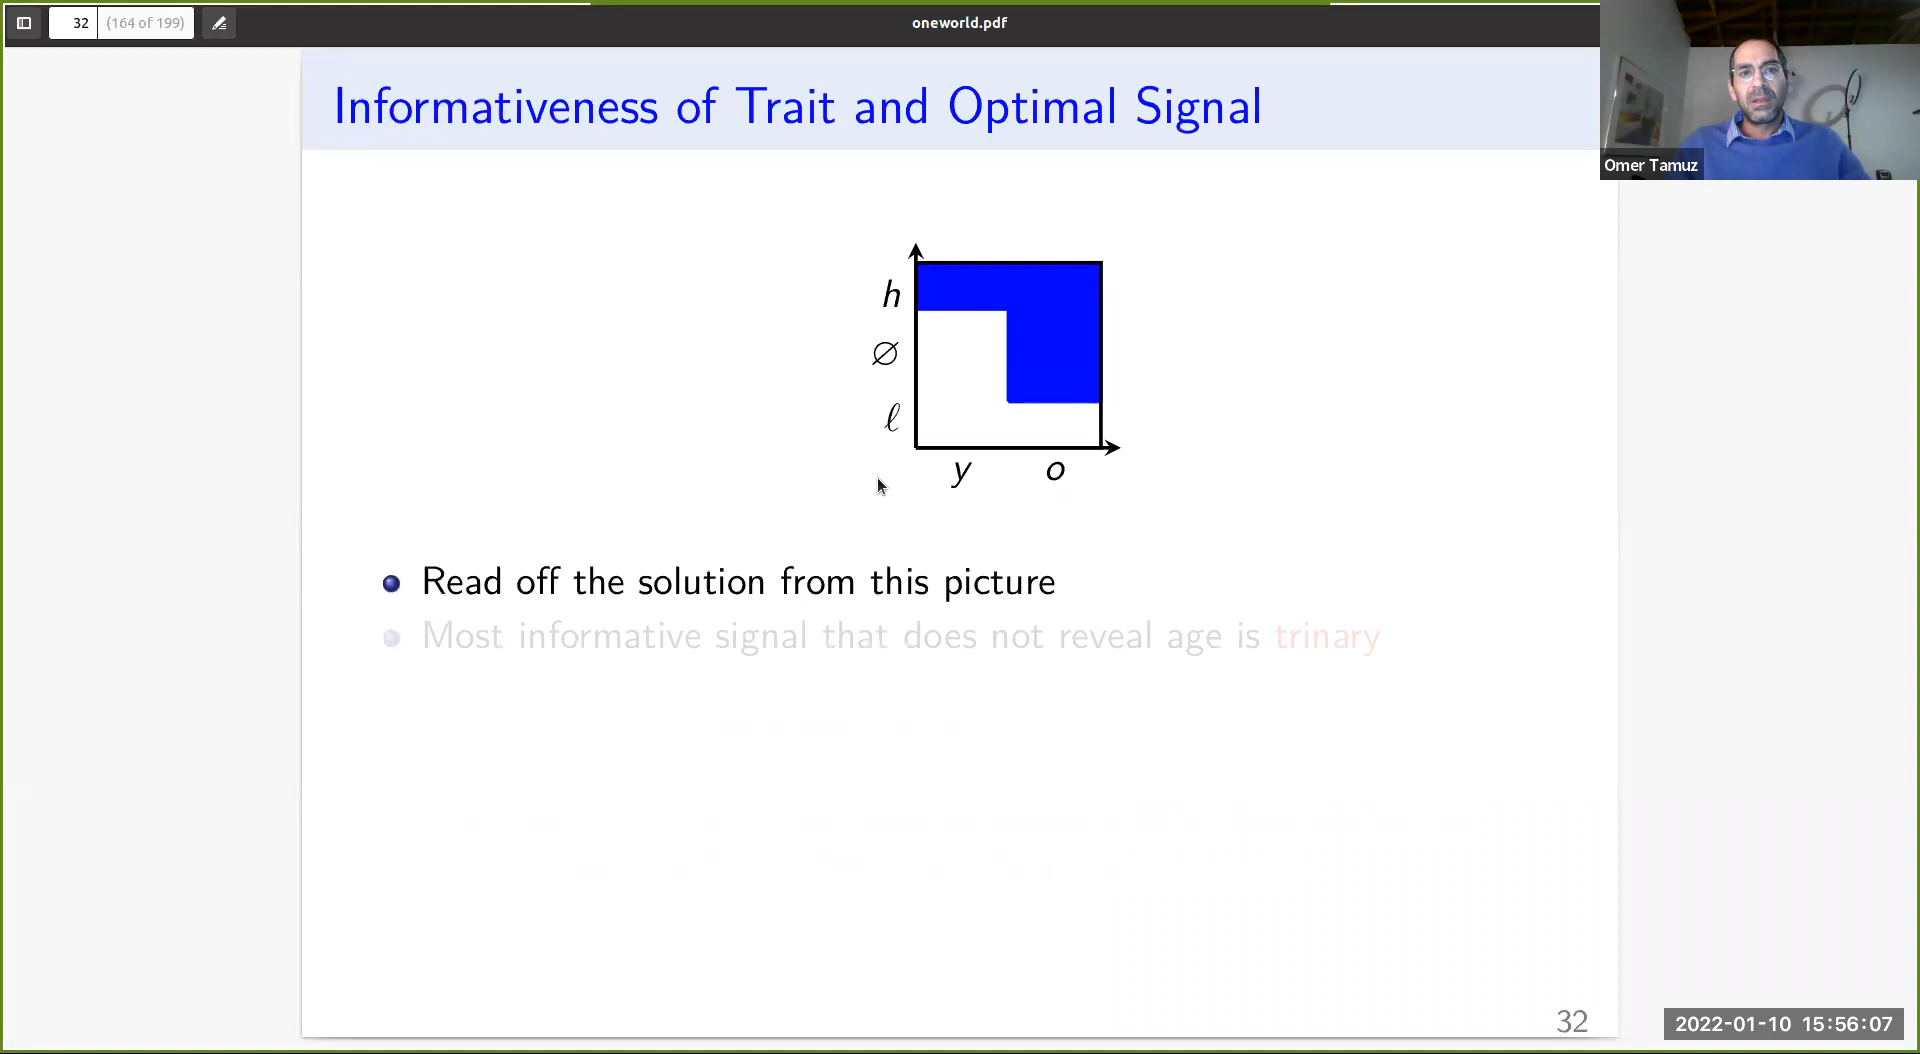 32 (164 of 199) oneworld.pdf
Informativeness of Trait and Optimal Signal
Omer Tamuz
h
∅
ℓ
y o
Read off the solution from this picture
Most informative signal that does not reveal age is trinary
32
2022-01-10 15:56:07